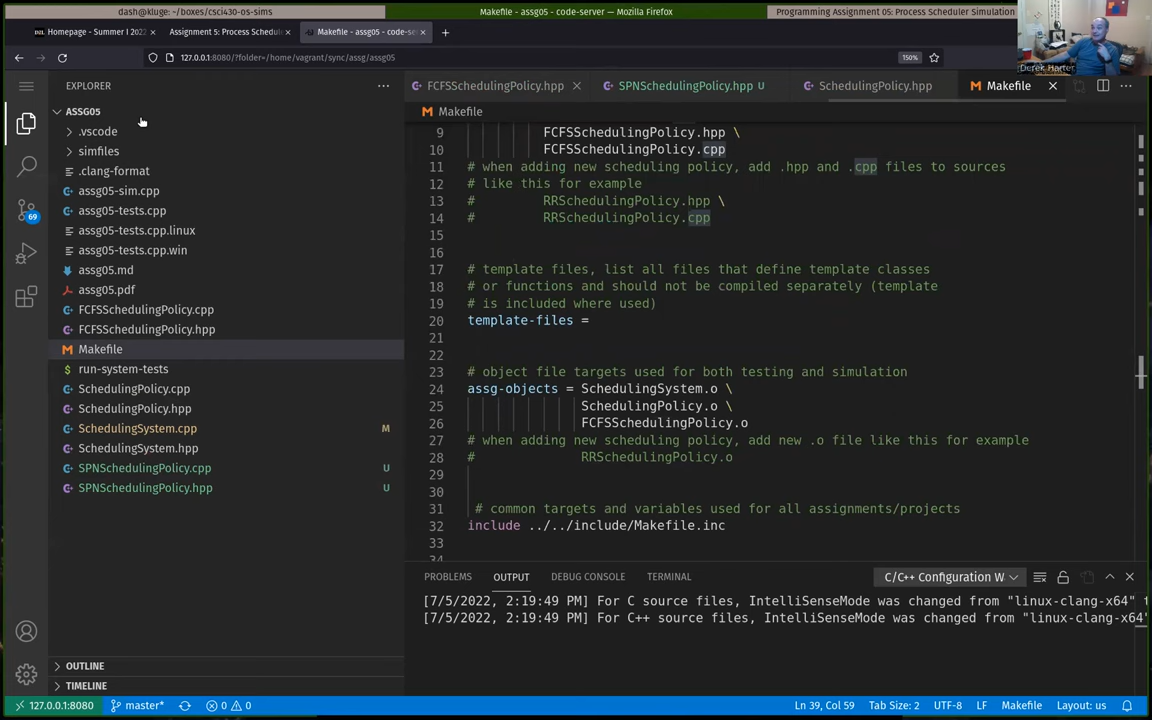 dash@kluge: ~/boxes/csci430-os-sims
Makefile - assg05 - code-server — Mozilla Firefox
Programming Assignment 05: Process Scheduler Simulation
Homepage - Summer I 2022
Assignment 5: Process Schedul
Makefile - assg05 - code-se
127.0.0.1:8080/?folder=/home/vagrant/sync/assg/assg05
150%
Derek Harter
EXPLORER
FCFSSchedulingPolicy.hpp
SPNSchedulingPolicy.hpp U
SchedulingPolicy.hpp
Makefile
ASSG05
.vscode
simfiles
.clang-format
assg05-sim.cpp
assg05-tests.cpp
assg05-tests.cpp.linux
assg05-tests.cpp.win
assg05.md
assg05.pdf
FCFSSchedulingPolicy.cpp
FCFSSchedulingPolicy.hpp
Makefile
run-system-tests
SchedulingPolicy.cpp
SchedulingPolicy.hpp
SchedulingSystem.cpp M
SchedulingSystem.hpp
SPNSchedulingPolicy.cpp U
SPNSchedulingPolicy.hpp U
OUTLINE
TIMELINE
69
Makefile
9 FCFSSchedulingPolicy.hpp \
10 FCFSSchedulingPolicy.cpp
11 # when adding new scheduling policy, add .hpp and .cpp files to sources
12 # like this for example
13 # RRSchedulingPolicy.hpp \
14 # RRSchedulingPolicy.cpp
15
16
17 # template files, list all files that define template classes
18 # or functions and should not be compiled separately (template
19 # is included where used)
20 template-files =
21
22
23 # object file targets used for both testing and simulation
24 assg-objects = SchedulingSystem.o \
25 SchedulingPolicy.o \
26 FCFSSchedulingPolicy.o
27 # when adding new scheduling policy, add new .o file like this for example
28 # RRSchedulingPolicy.o
29
30
31 # common targets and variables used for all assignments/projects
32 include ../../include/Makefile.inc
33
34
PROBLEMS OUTPUT DEBUG CONSOLE TERMINAL C/C++ Configuration W
[7/5/2022, 2:19:49 PM] For C source files, IntelliSenseMode was changed from "linux-clang-x64"
[7/5/2022, 2:19:49 PM] For C++ source files, IntelliSenseMode was changed from "linux-clang-x64"
127.0.0.1:8080 master* 0 0 Ln 39, Col 59 Tab Size: 2 UTF-8 LF Makefile Layout: us